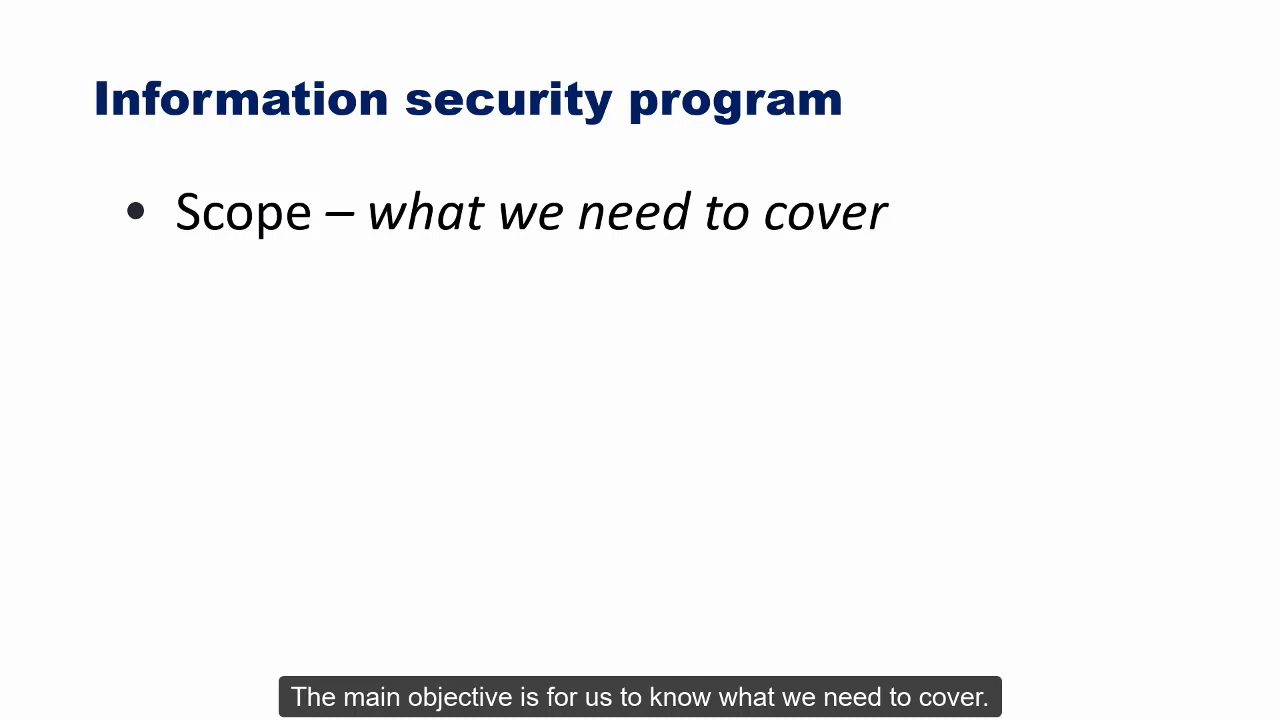 Information security program
• Scope – what we need to cover
The main objective is for us to know what we need to cover.